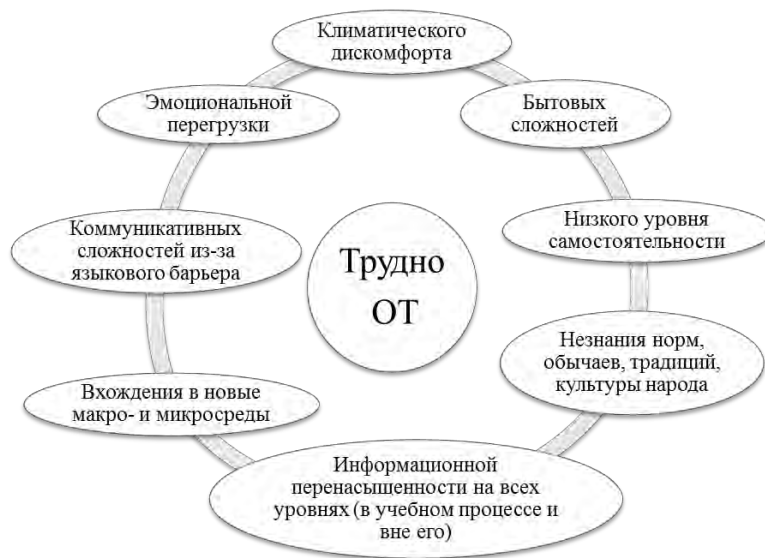 Климатического
дискомфорта
Бытовых
сложностей
Низкого уровня
самостоятельности
Незнания норм,
обычаев, традиций,
культуры народа
Информационной
перенасыщенности на всех
уровнях (в учебном процессе и
вне его)
Вхождения в новые
макро- и микросреды
Коммуникативных
сложностей из-за
языкового барьера
Эмоциональной
перегрузки
Трудно
ОТ